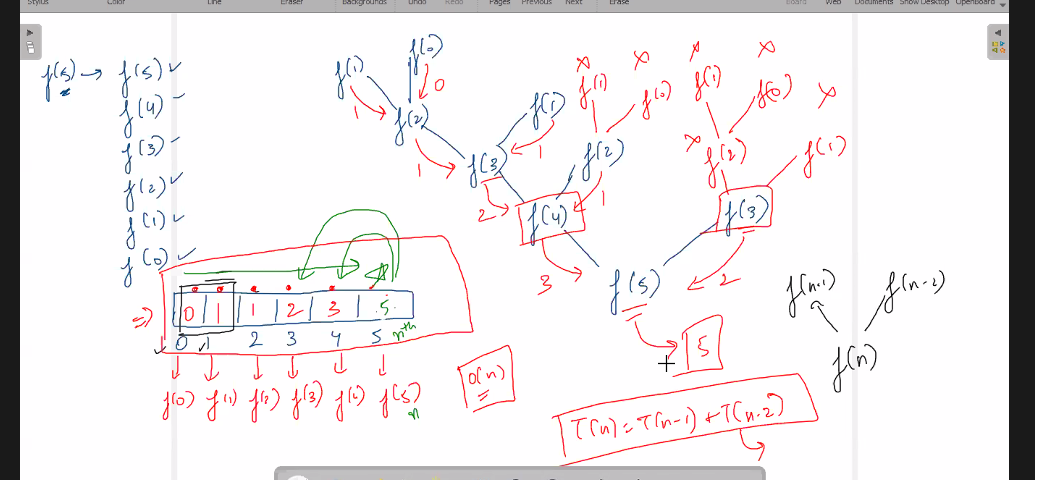 Stylus Color Line Eraser Backgrounds Undo Redo Pages Previous Next Erase Board Web Documents Show Desktop OpenBoard
f(5) → f(5) ✓
f(4) ✓
f(3) ✓
f(2) ✓
f(1) ✓
f(0) ✓
f(1) f(0) f(1) f(0) f(1) f(0)
1 0
f(2) f(1) f(2) f(2) f(1)
1 1 1
f(3) f(4) f(3)
2
3 f(5) 2
5
f(n-1) f(n-2)
f(n)
⇒ 0 1 1 2 3 5
0 1 2 3 4 5 nth
f(0) f(1) f(2) f(3) f(4) f(5)
n
O(n)
T(n) = T(n-1) + T(n-2)